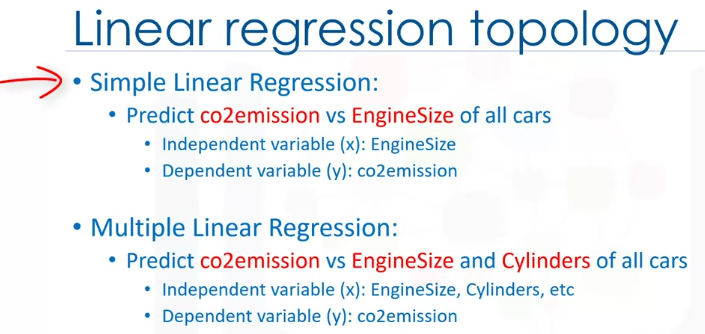 Linear regression topology
• Simple Linear Regression:
• Predict co2emission vs EngineSize of all cars
• Independent variable (x): EngineSize
• Dependent variable (y): co2emission
• Multiple Linear Regression:
• Predict co2emission vs EngineSize and Cylinders of all cars
• Independent variable (x): EngineSize, Cylinders, etc
• Dependent variable (y): co2emission